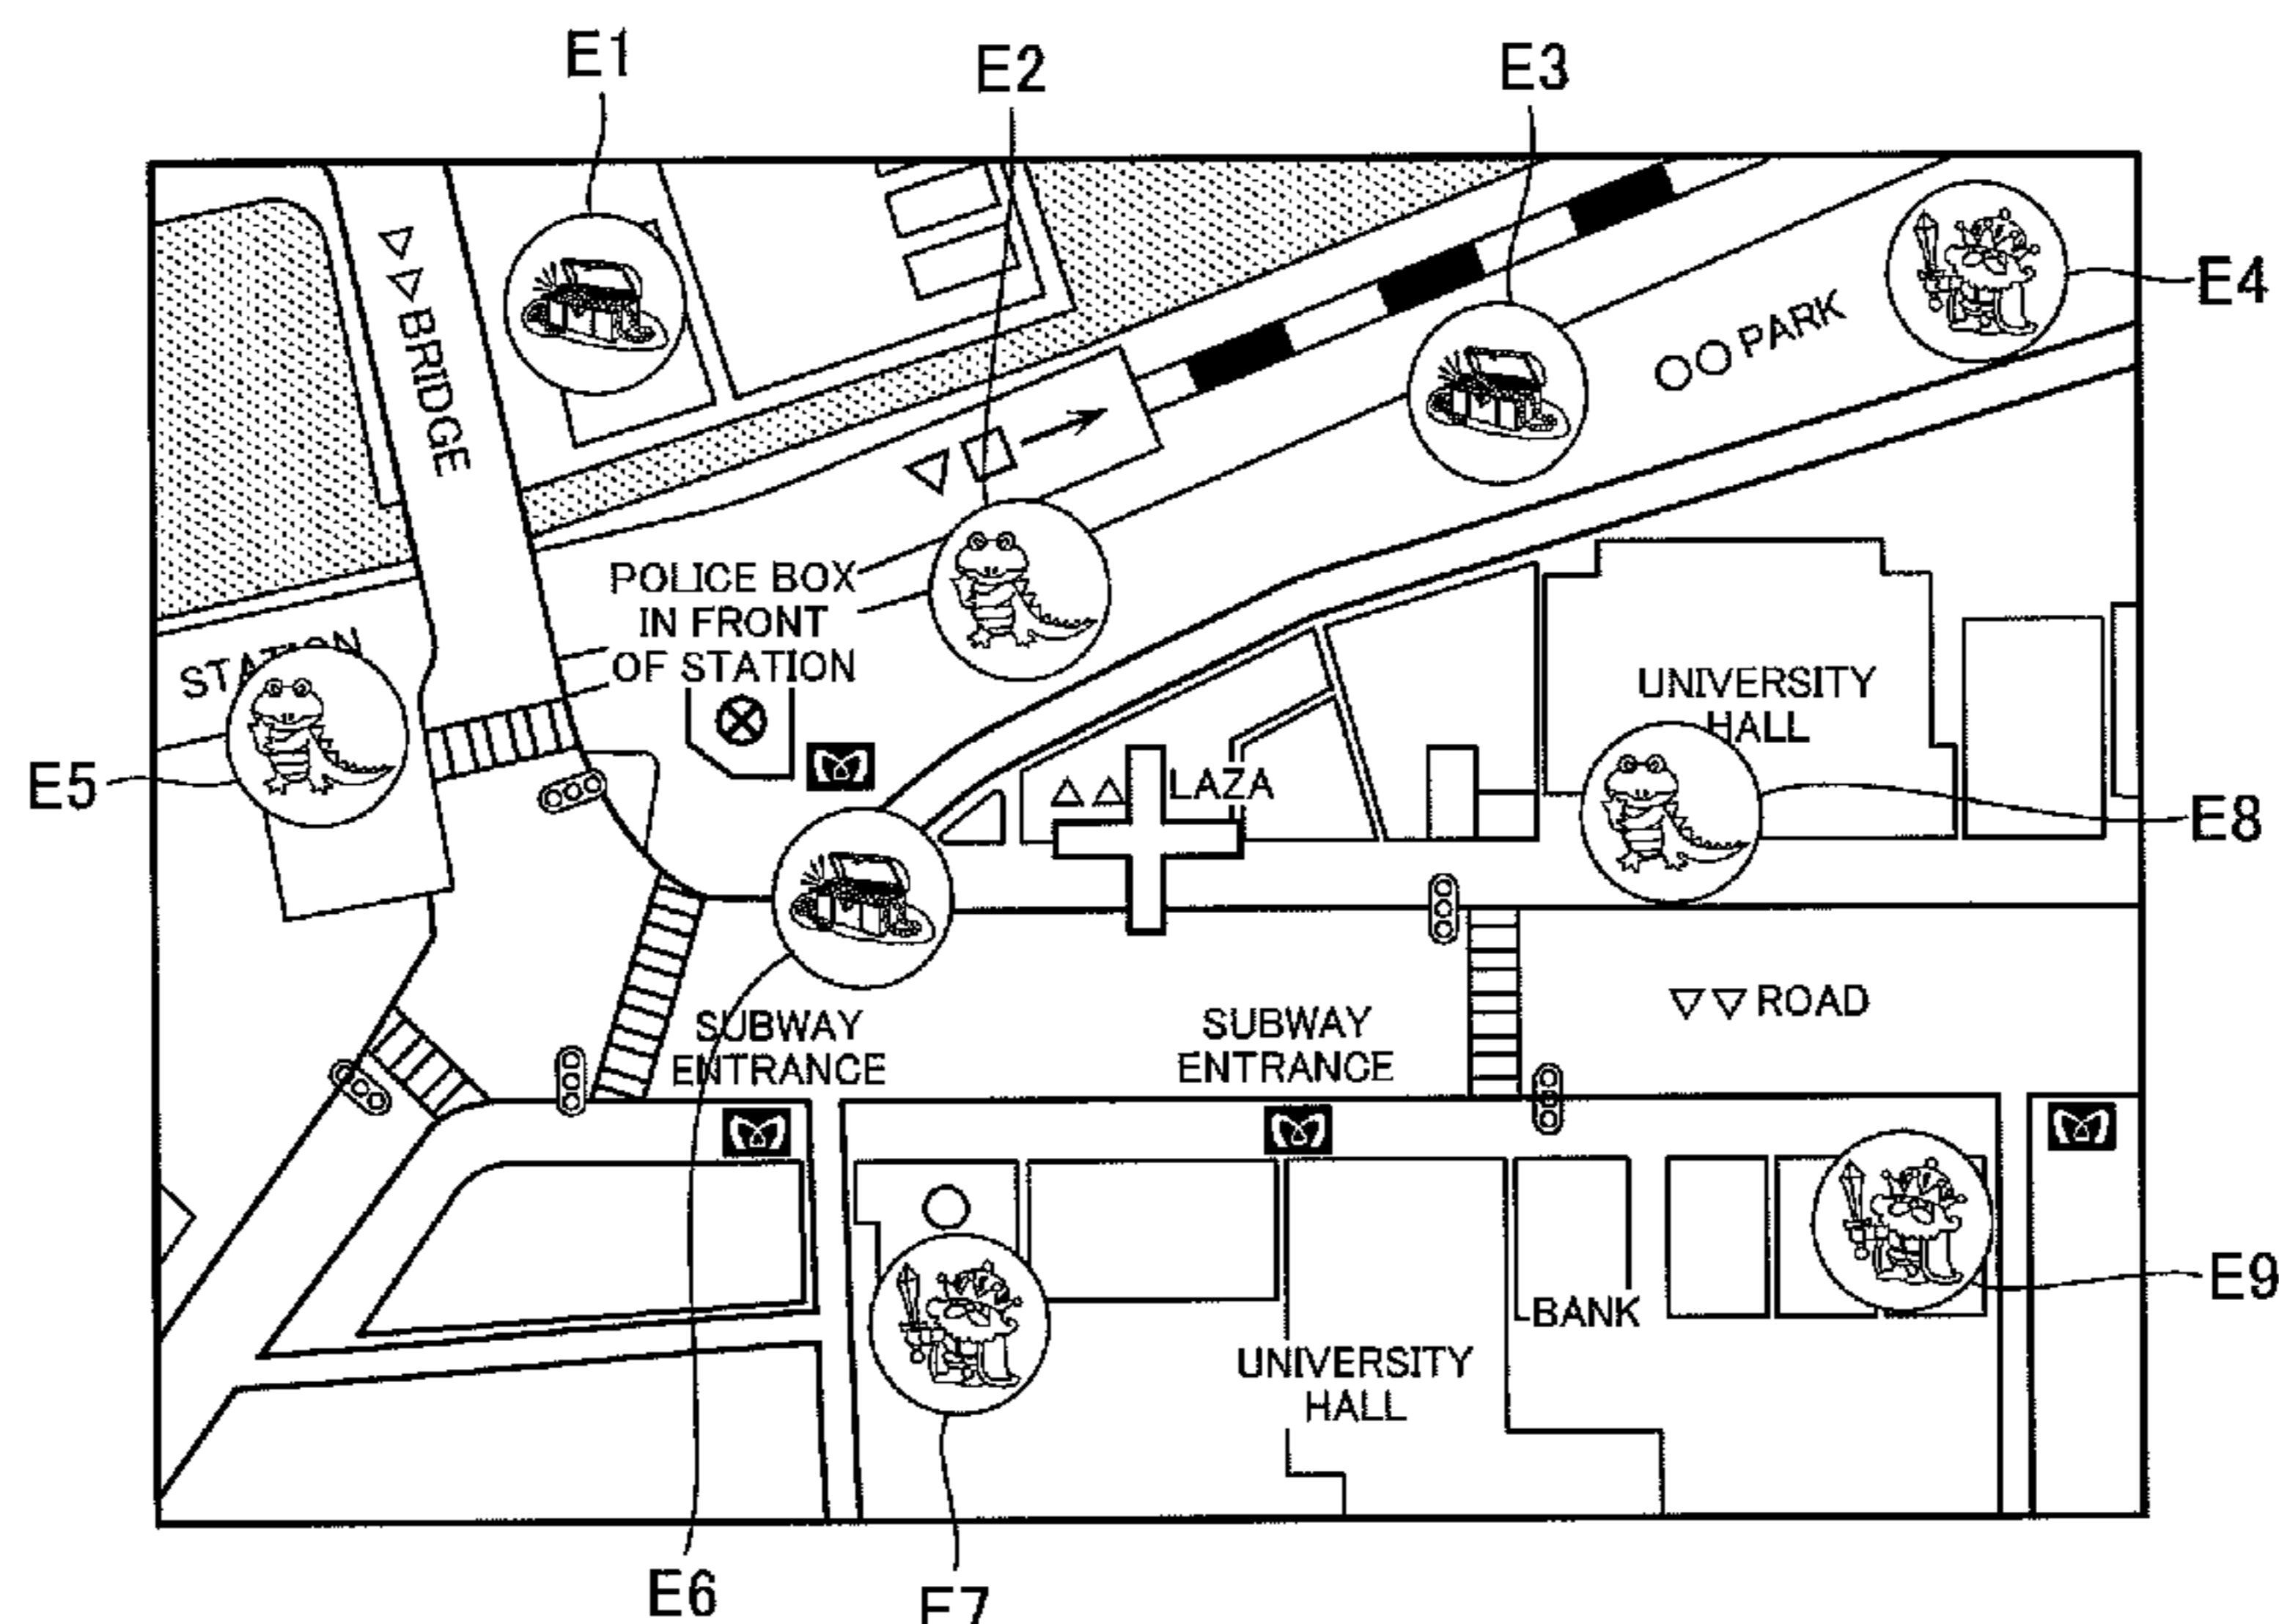 E1
E2
E3
E4
▽▽BRIDGE
○○PARK
▽□→
POLICE BOX
IN FRONT
OF STATION
STATION
UNIVERSITY
HALL
△△ LAZA
E5
E8
▽▽ROAD
SUBWAY
ENTRANCE
SUBWAY
ENTRANCE
BANK
UNIVERSITY
HALL
E9
E6
E7